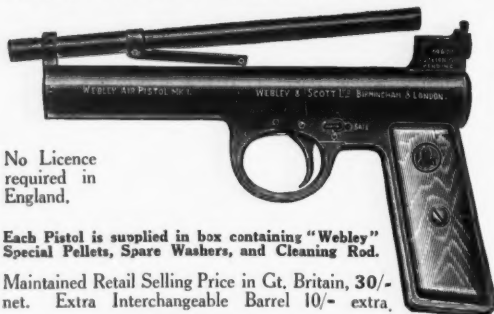 WEBLEY AIR PISTOL MK I.
WEBLEY & SCOTT LTD BIRMINGHAM & LONDON.
SAFE
No Licence
required in
England.
Each Pistol is supplied in box containing "Webley"
Special Pellets, Spare Washers, and Cleaning Rod.
Maintained Retail Selling Price in Gt. Britain, 30/-
net. Extra Interchangeable Barrel 10/- extra.